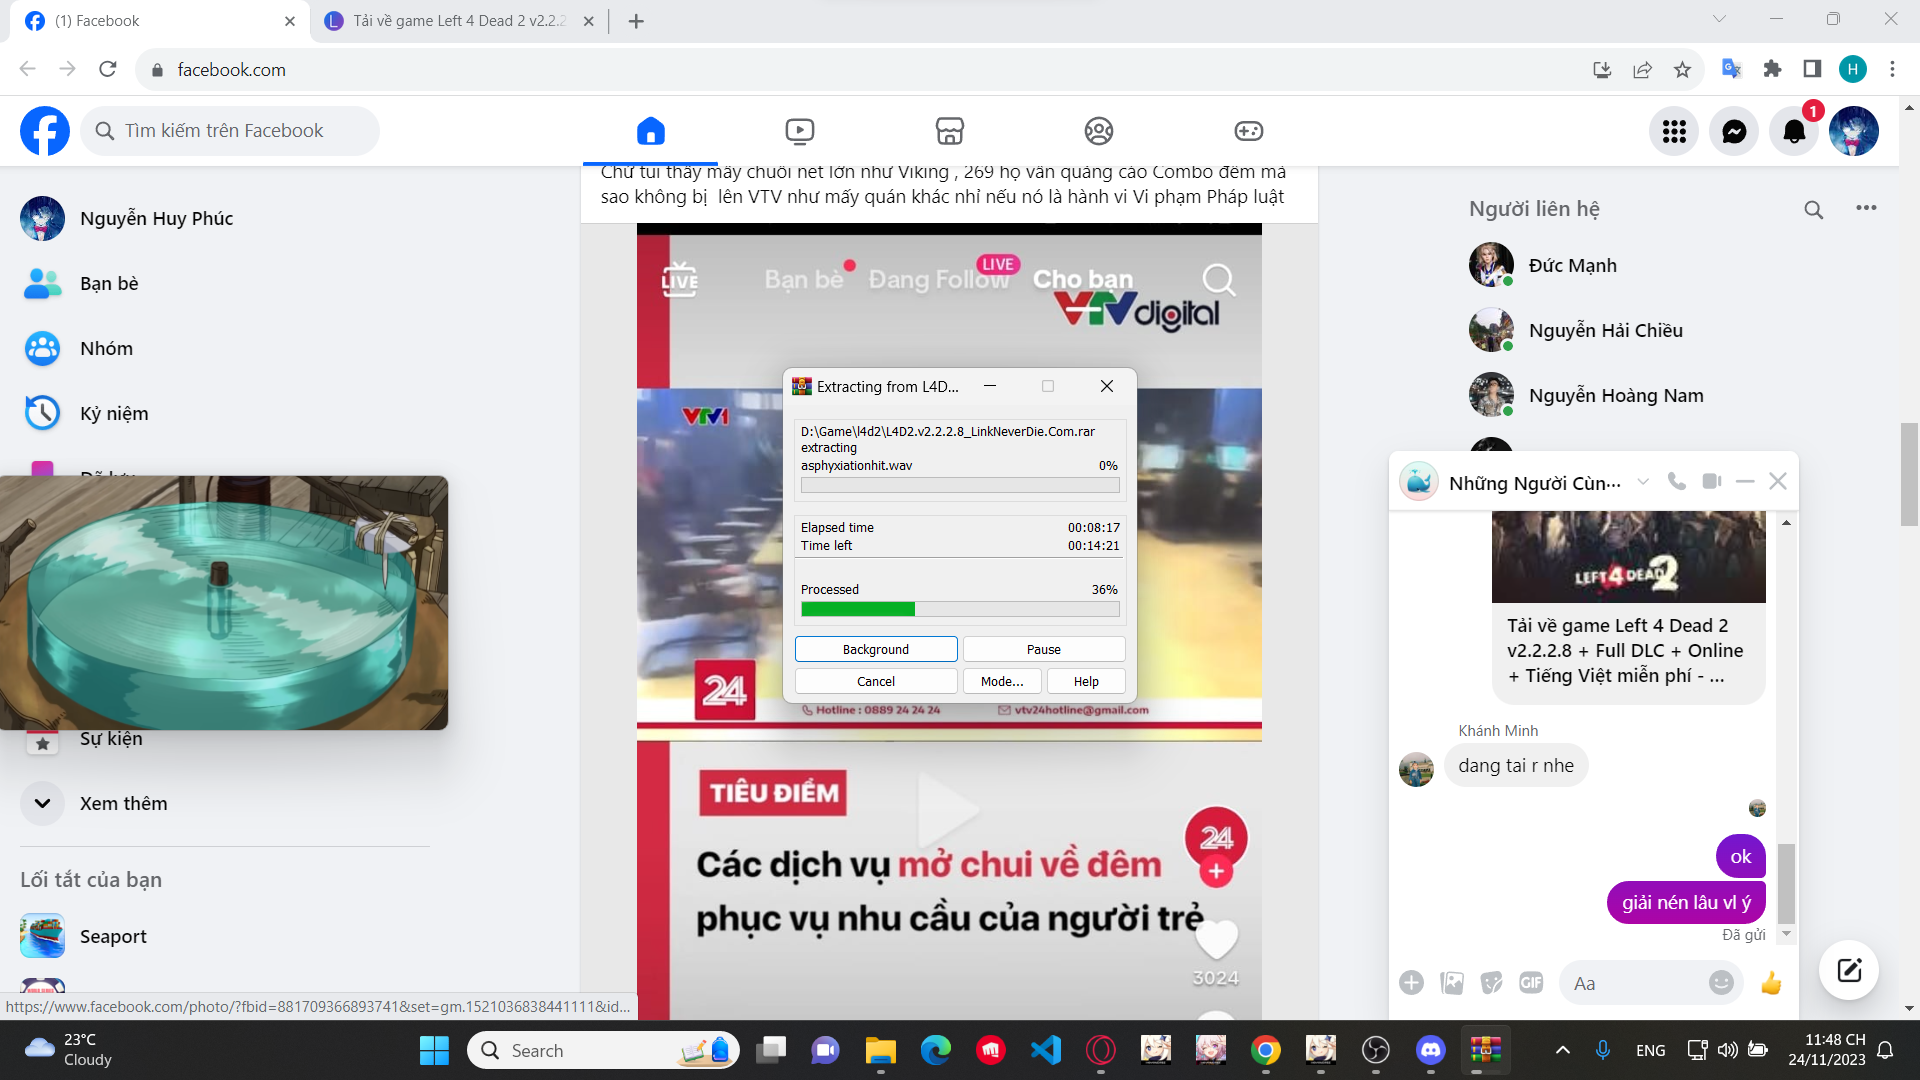 (1) Facebook
L
Tải về game Left 4 Dead 2 v2.2.2
facebook.com
H
Tìm kiếm trên Facebook
1
Nguyễn Huy Phúc
Bạn bè
Nhóm
Kỷ niệm
Sự kiện
Xem thêm
Lối tắt của bạn
Seaport
https://www.facebook.com/photo/?fbid=881709366893741&set=gm.1521036838441111&id...
Chứ tui thấy mấy chuỗi net lớn như Viking , 269 họ vẫn quảng cáo Combo đêm mà
sao không bị lên VTV như mấy quán khác nhỉ nếu nó là hành vi Vi phạm Pháp luật
LIVE
Bạn bè
Đang Follow
LIVE
Cho bạn
VTV digital
VTV1
Extracting from L4D...
D:\Game\l4d2\L4D2.v2.2.2.8_LinkNeverDie.Com.rar
extracting
asphyxiationhit.wav 0%
Elapsed time 00:08:17
Time left 00:14:21
Processed 36%
Background
Pause
Cancel
Mode...
Help
24
Hotline : 0889 24 24 24
vtv24hotline@gmail.com
TIÊU ĐIỂM
24
Các dịch vụ mở chui về đêm
phục vụ nhu cầu của người trẻ
3024
Người liên hệ
Đức Mạnh
Nguyễn Hải Chiều
Nguyễn Hoàng Nam
Những Người Cùn...
LEFT 4 DEAD 2
Tải về game Left 4 Dead 2
v2.2.2.8 + Full DLC + Online
+ Tiếng Việt miễn phí - ...
Khánh Minh
dang tai r nhe
ok
giải nén lâu vl ý
Đã gửi
GIF
Aa
23°C
Cloudy
Search
ENG
11:48 CH
24/11/2023